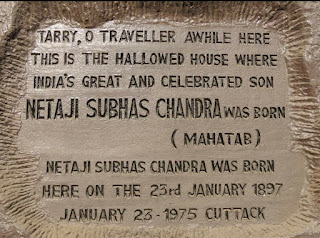 TARRY, O TRAVELLER AWHILE HERE
THIS IS THE HALLOWED HOUSE WHERE
INDIA'S GREAT AND CELEBRATED SON
NETAJI SUBHAS CHANDRA WAS BORN
(MAHATAB)
NETAJI SUBHAS CHANDRA WAS BORN
HERE ON THE 23rd JANUARY 1897
JANUARY 23-1975 CUTTACK